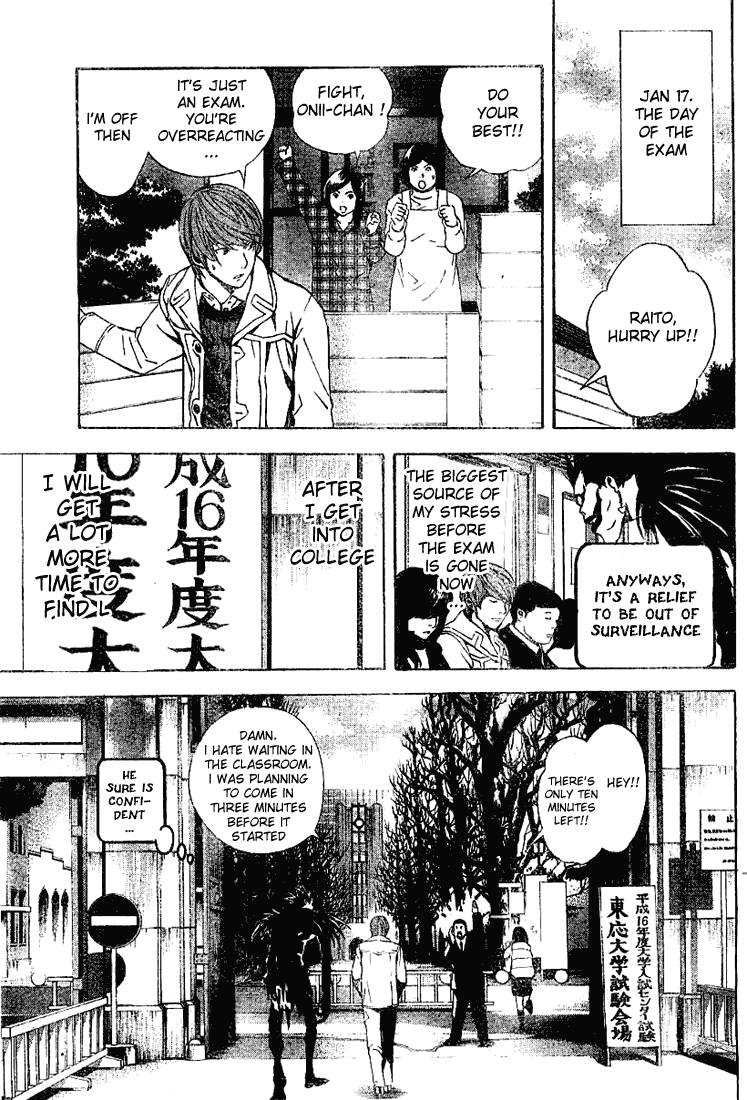 JAN 17.
THE DAY
OF THE
EXAM
RAITO,
HURRY UP!!
DO
YOUR
BEST!!
FIGHT,
ONII-CHAN !
IT'S JUST
AN EXAM.
YOU'RE
OVERREACTING
...
I'M OFF
THEN
ANYWAYS,
IT'S A RELIEF
TO BE OUT OF
SURVEILLANCE
THE BIGGEST
SOURCE OF
MY STRESS
BEFORE
THE EXAM
IS GONE
NOW
...
AFTER
I GET
INTO
COLLEGE
成16年度大
10年度大
I WILL
GET
A LOT
MORE
TIME TO
FIND L
HEY!!
THERE'S
ONLY TEN
MINUTES
LEFT!!
DAMN.
I HATE WAITING IN
THE CLASSROOM.
I WAS PLANNING
TO COME IN
THREE MINUTES
BEFORE IT
STARTED
HE
SURE IS
CONFI-
DENT
...
平成16年度大学入試センター試験
東応大学試験会場